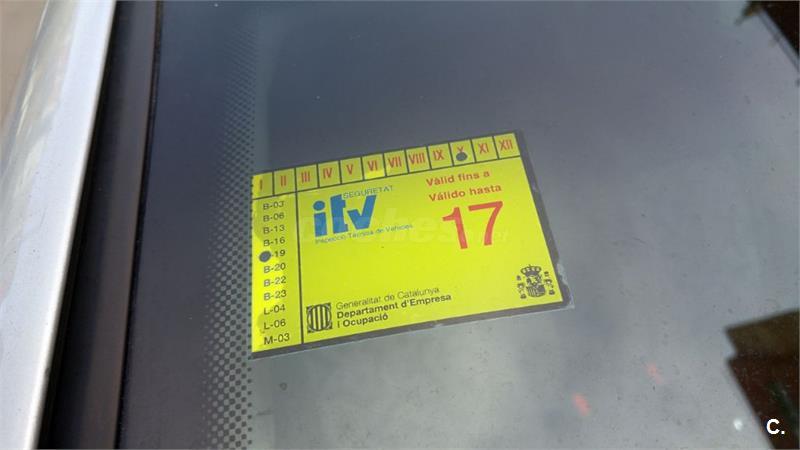 I II III IV V VI VII VIII IX X XI XII
B-03
B-06
B-13
B-16
B-19
B-20
B-22
B-23
L-04
L-06
M-03
SEGURETAT
itv
Inspecció Tècnica de Vehicles
Vàlid fins a
Válido hasta
17
Generalitat de Catalunya
Departament d'Empresa
i Ocupació
C.